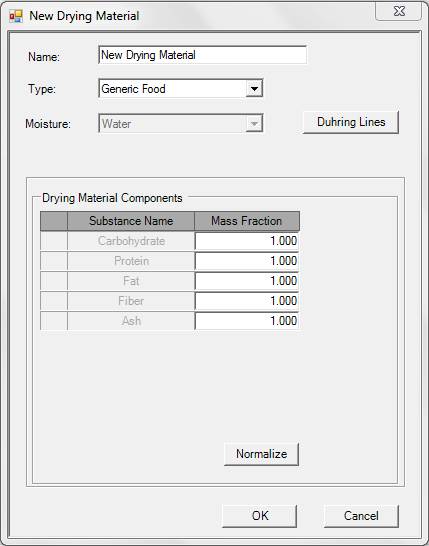 New Drying Material
Name: New Drying Material
Type: Generic Food
Moisture: Water Duhring Lines
Drying Material Components
Substance Name Mass Fraction
Carbohydrate 1.000
Protein 1.000
Fat 1.000
Fiber 1.000
Ash 1.000
Normalize
OK Cancel